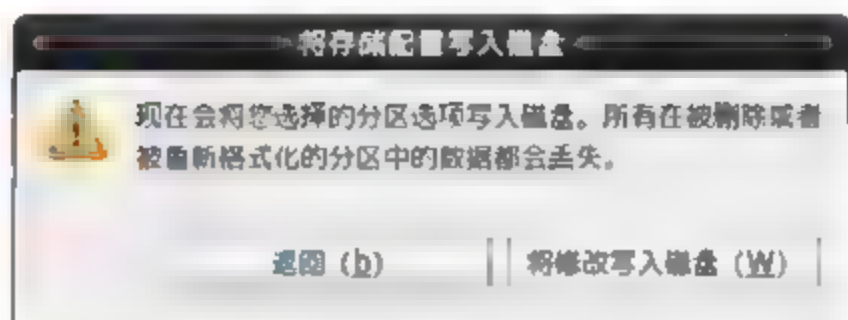 将存储配置写入磁盘
现在会将您选择的分区选项写入磁盘。所有在被删除或者
被重新格式化的分区中的数据都会丢失。
返回 (b)
将修改写入磁盘 (W)